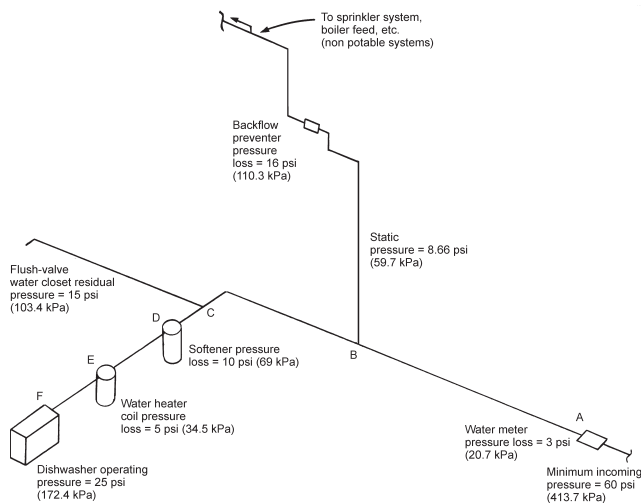 To sprinkler system,
boiler feed, etc.
(non potable systems)
Backflow
preventer
pressure
loss = 16 psi
(110.3 kPa)
Static
pressure = 8.66 psi
(59.7 kPa)
Flush-valve
water closet residual
pressure = 15 psi
(103.4 kPa)
C
D
Softener pressure
loss = 10 psi (69 kPa)
B
E
Water heater
coil pressure
loss = 5 psi (34.5 kPa)
F
Dishwasher operating
pressure = 25 psi
(172.4 kPa)
A
Water meter
pressure loss = 3 psi
(20.7 kPa)
Minimum incoming
pressure = 60 psi
(413.7 kPa)